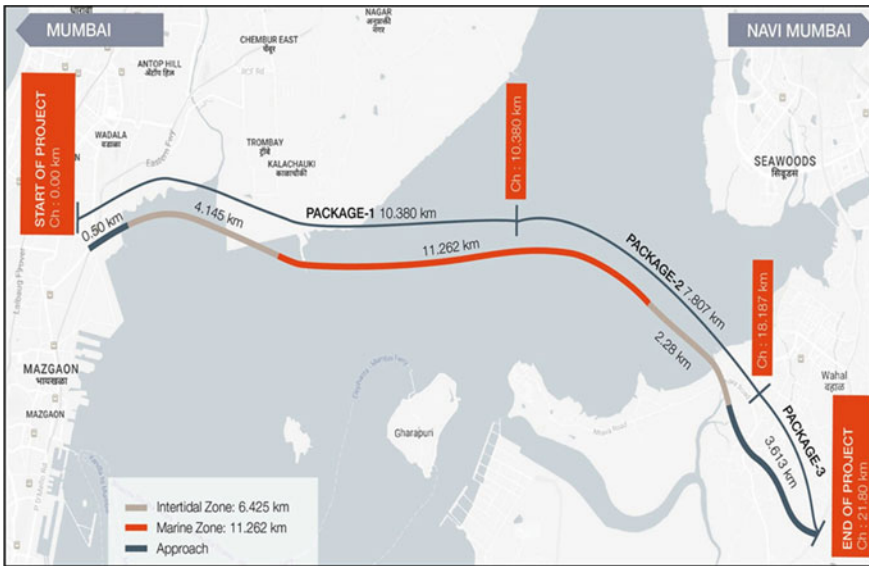 MUMBAI
NAVI MUMBAI
NAGAR
CHEMBUR EAST
चेंबूर
ANTOP HILL
START OF PROJECT
Ch : 0.00 km
WADALA
वडाळा
Eastern Fwy
TROMBAY
ट्रॉम्बे
KALACHAUKI
काळाचौकी
Ch : 10.380 km
SEAWOODS
सिवूड्स
0.50 km
4.145 km
PACKAGE-1 10.380 km
11.262 km
PACKAGE-2 7.807 km
2.28 km
Ch : 18.187 km
Wahal
वहाळ
PACKAGE-3
3.613 km
END OF PROJECT
Ch : 21.80 km
MAZGAON
भायखळा
MAZGAON
Gharapuri
Intertidal Zone: 6.425 km
Marine Zone: 11.262 km
Approach